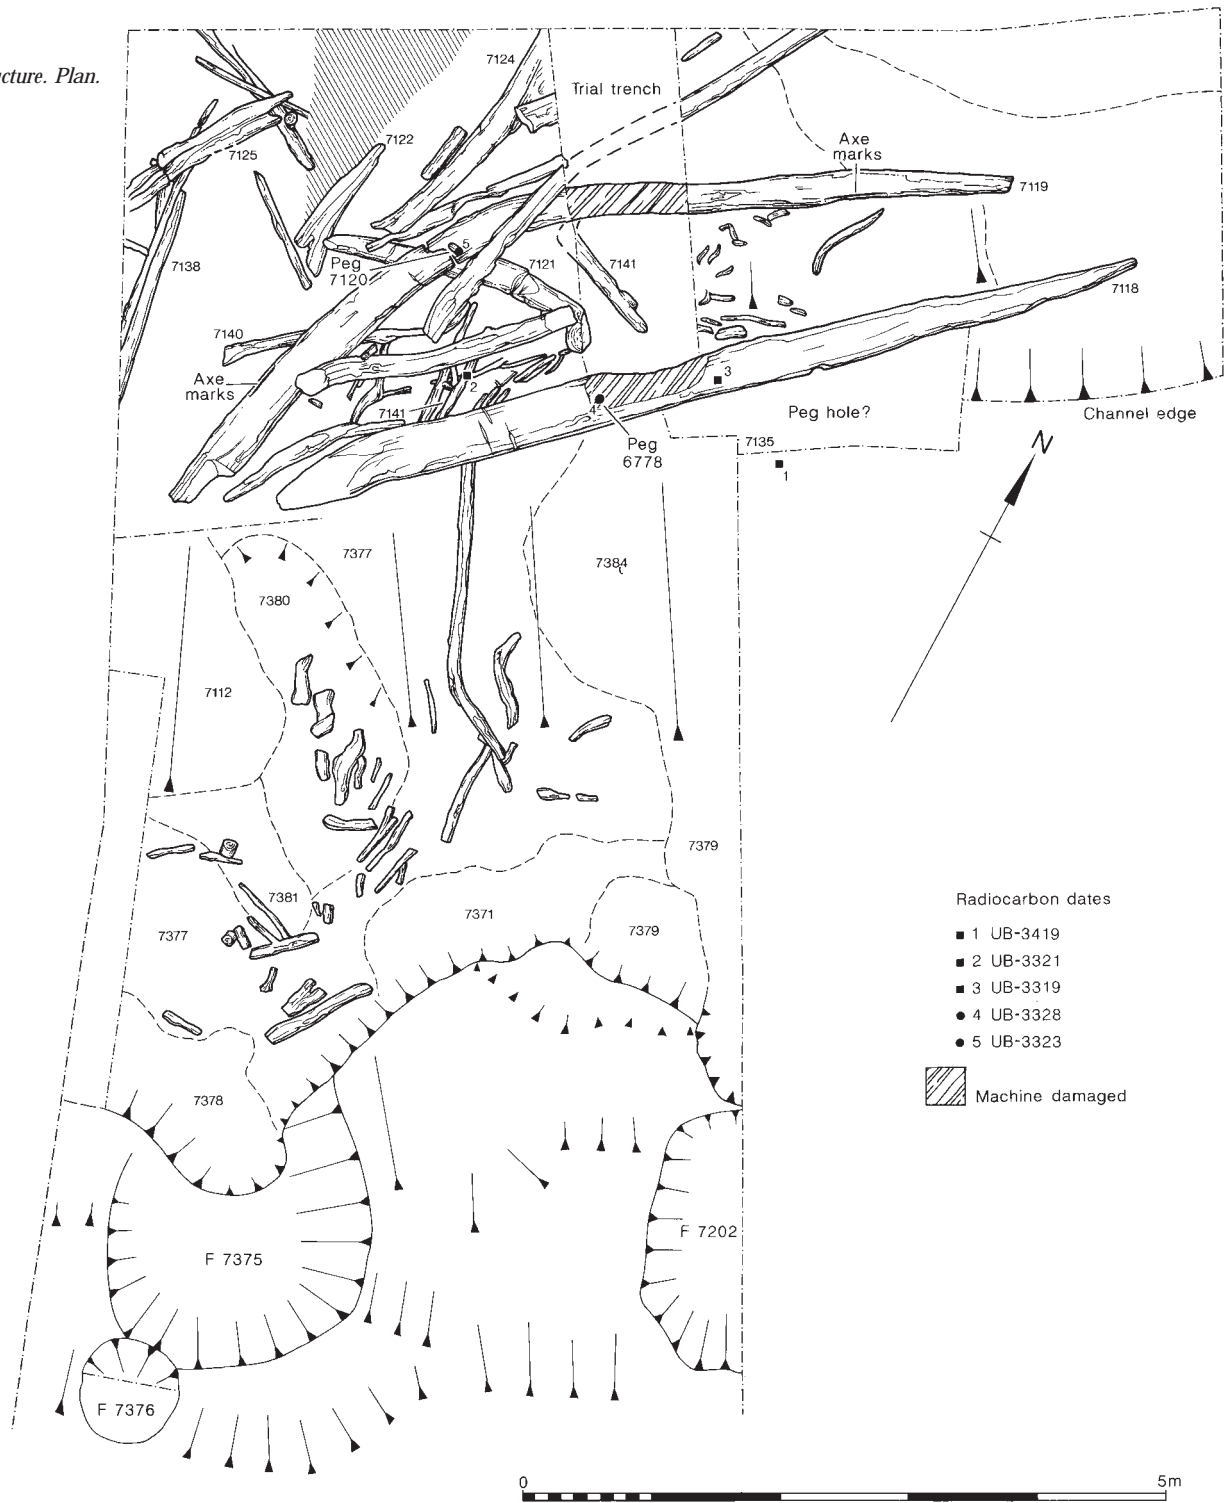 cture. Plan.
7124
Trial trench
Axe
marks
7122
7125
7119
5
Peg
7120
7121
7141
7138
7118
7140
Axe
marks
2
3
7141
4
Peg hole?
Channel edge
Peg
6778
7135
1
N
7377
7384
7380
7112
7379
7381
7371
7377
7379
Radiocarbon dates
1 UB-3419
2 UB-3321
3 UB-3319
4 UB-3328
5 UB-3323
Machine damaged
7378
F 7375
F 7202
F 7376
0
5m